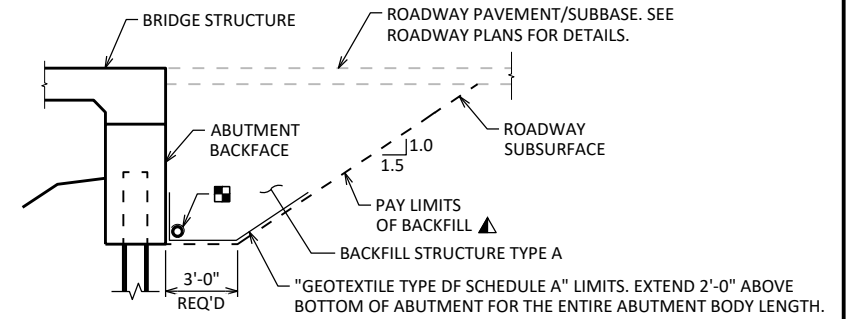 BRIDGE STRUCTURE
ROADWAY PAVEMENT/SUBBASE. SEE
ROADWAY PLANS FOR DETAILS.
ABUTMENT
BACKFACE
1.0
1.5
ROADWAY
SUBSURFACE
PAY LIMITS
OF BACKFILL
BACKFILL STRUCTURE TYPE A
3'-0"
REQ'D
"GEOTEXTILE TYPE DF SCHEDULE A" LIMITS. EXTEND 2'-0" ABOVE
BOTTOM OF ABUTMENT FOR THE ENTIRE ABUTMENT BODY LENGTH.